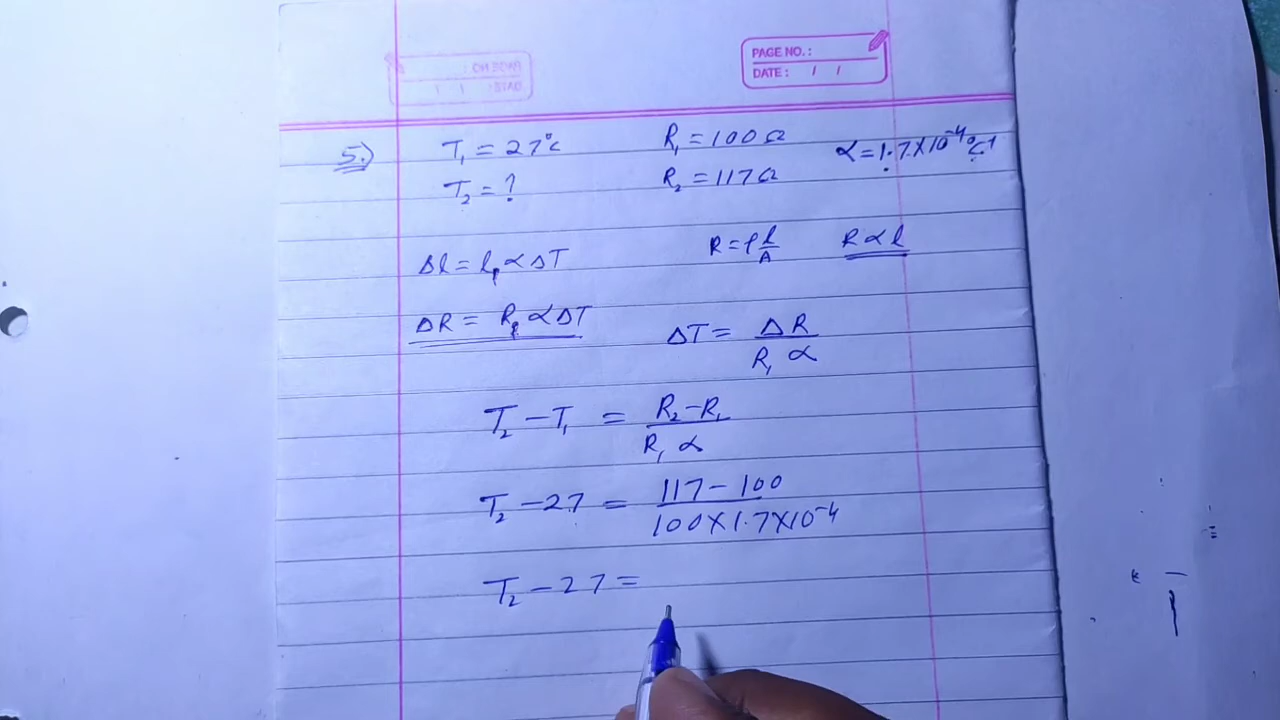 PAGE NO. :
DATE : / /
5.) T₁ = 27°C R₁ = 100Ω α = 1.7×10⁻⁴ °C⁻¹
T₂ = ? R₂ = 117Ω
Δl = l₁ α ΔT R = ρ l/A R ∝ l
ΔR = R₁ α ΔT ΔT = ΔR / R₁ α
T₂ − T₁ = R₂ − R₁ / R₁ α
T₂ − 27 = 117 − 100 / 100 × 1.7 × 10⁻⁴
T₂ − 27 =